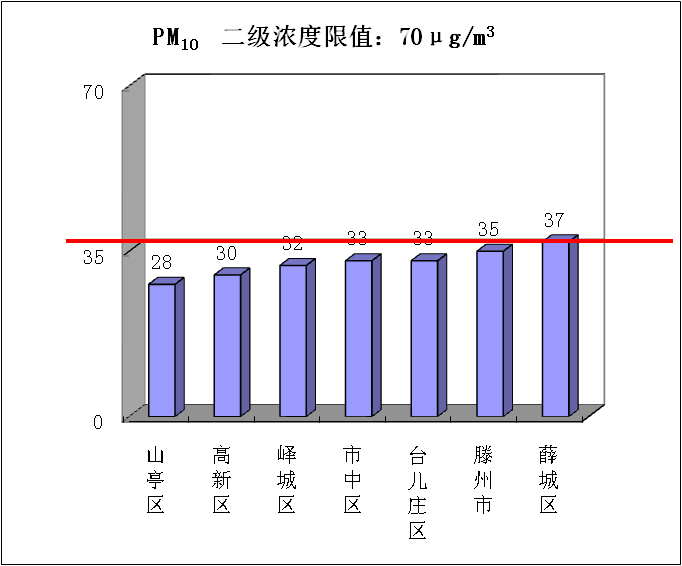 PM10 二级浓度限值：70μg/m³
70
35
0
28
30
32
33
33
35
37
山亭区
高新区
峄城区
市中区
台儿庄区
滕州市
薛城区